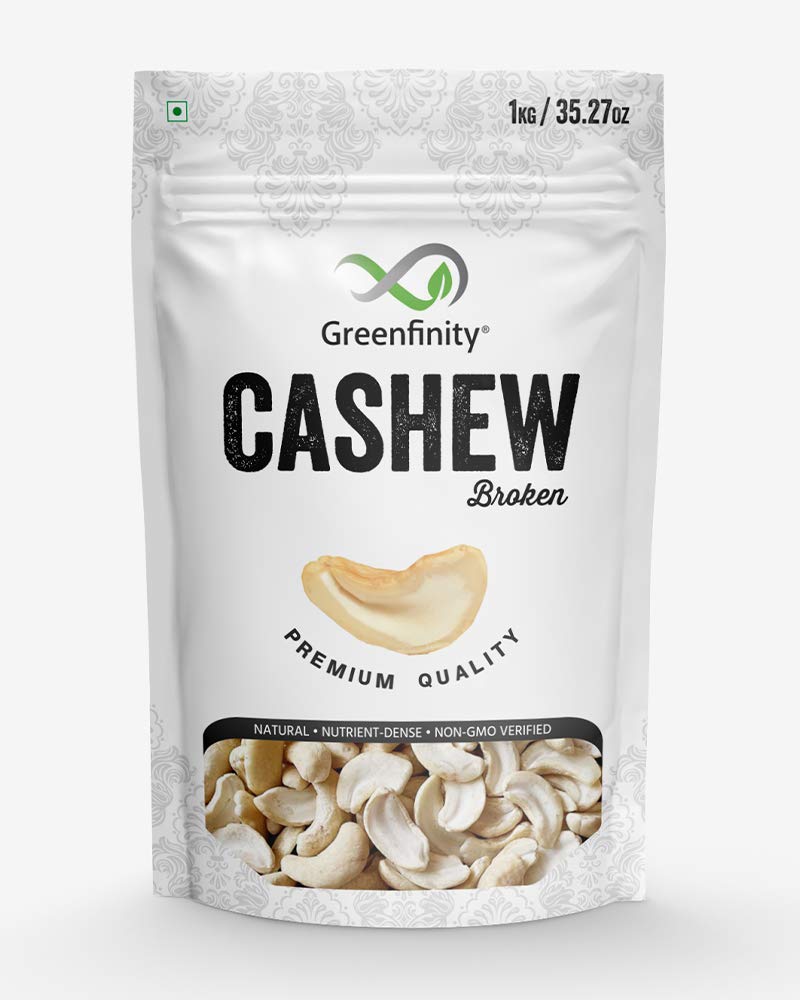 1KG / 35.27OZ
Greenfinity®
CASHEW
Broken
PREMIUM QUALITY
NATURAL • NUTRIENT-DENSE • NON-GMO VERIFIED